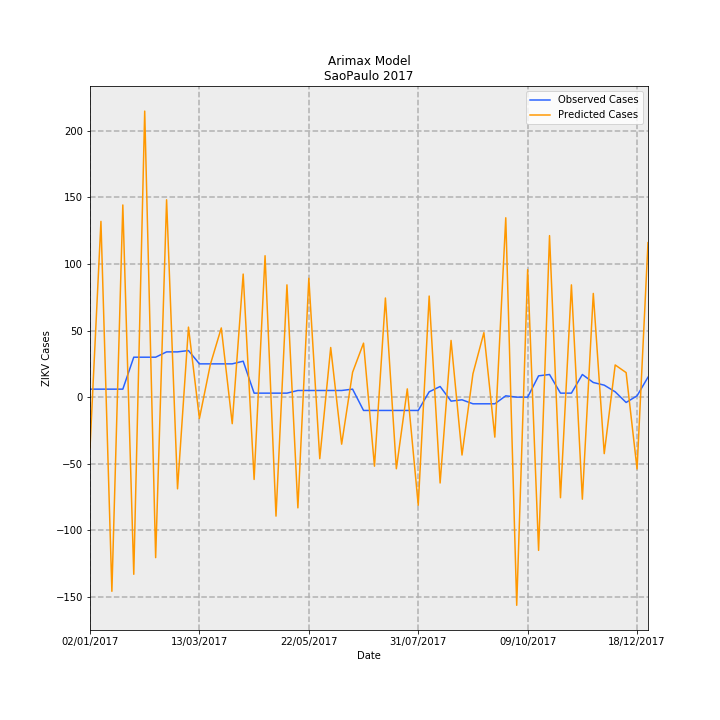 Arimax Model
SaoPaulo 2017
Observed Cases
Predicted Cases
ZIKV Cases
200
150
100
50
0
−50
−100
−150
02/01/2017
13/03/2017
22/05/2017
31/07/2017
09/10/2017
18/12/2017
Date